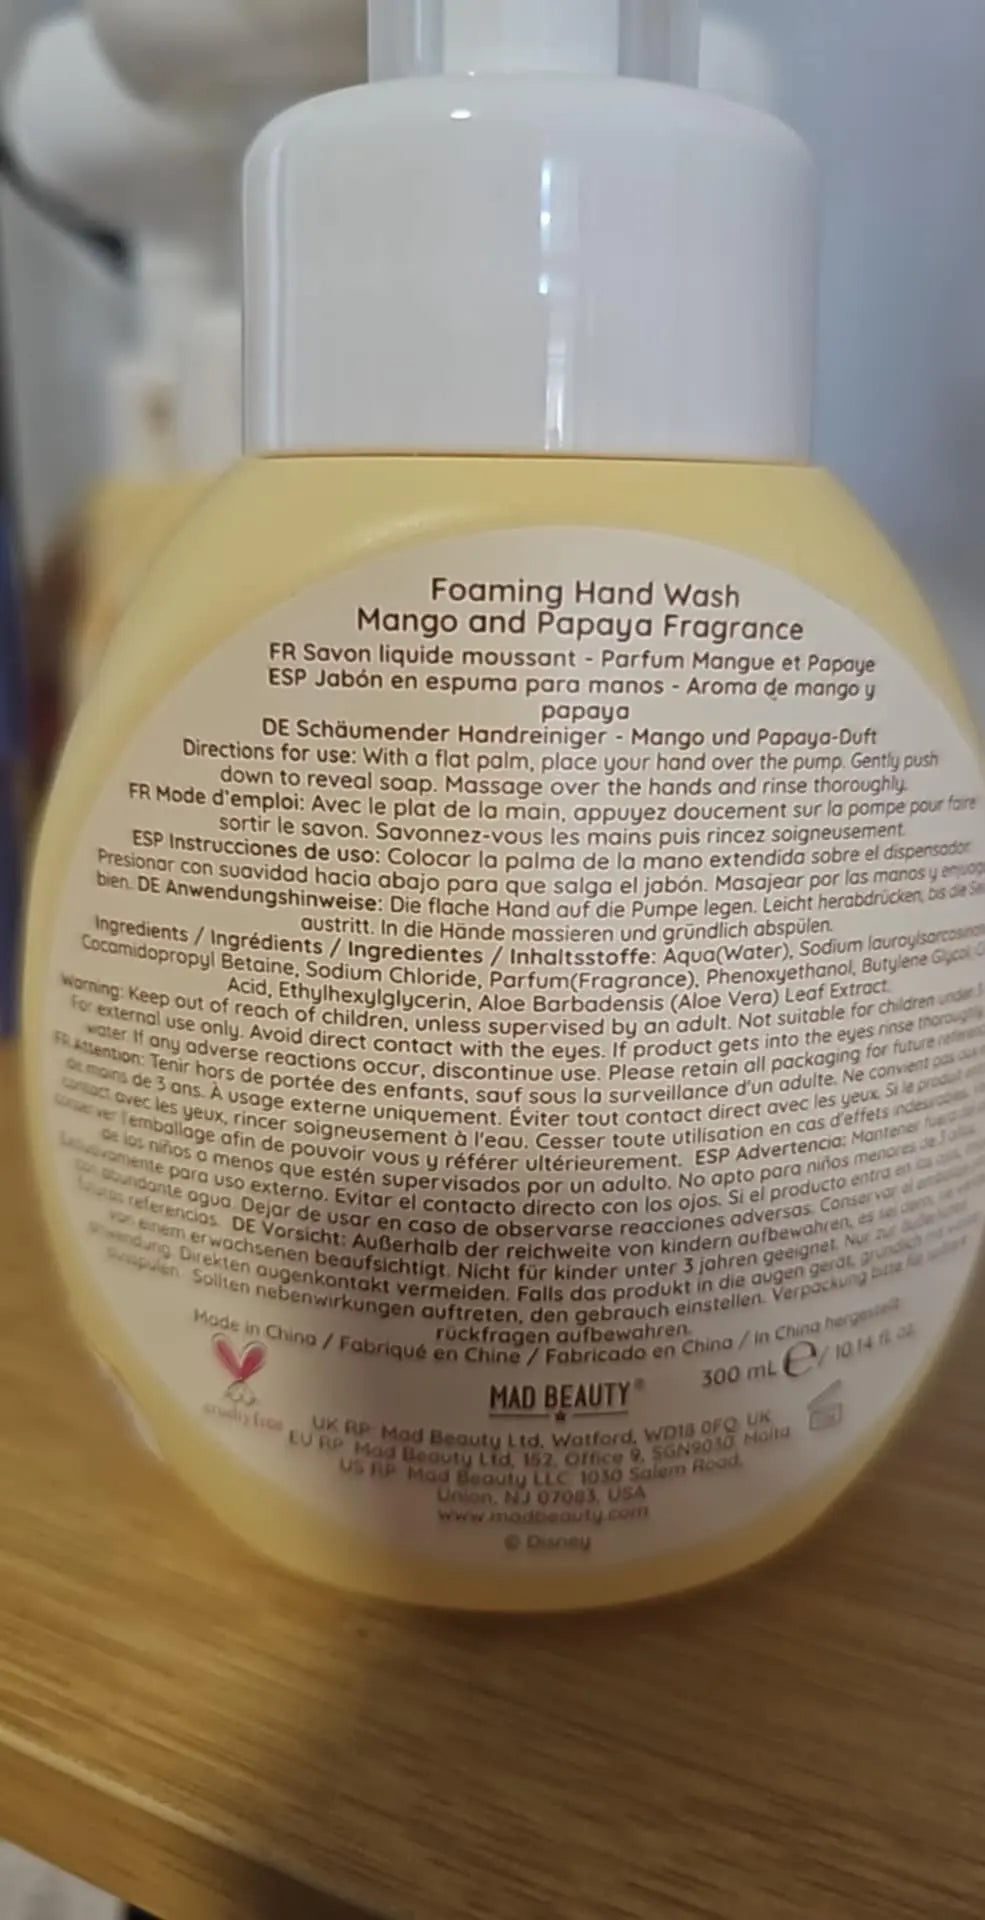 Foaming Hand Wash
Mango and Papaya Fragrance
FR Savon liquide moussant - Parfum Mangue et Papaye
ESP Jabón en espuma para manos - Aroma de mango y
papaya
DE Schäumender Handreiniger - Mango und Papaya-Duft
Directions for use: With a flat palm, place your hand over the pump. Gently push
down to reveal soap. Massage over the hands and rinse thoroughly.
FR Mode d'emploi: Avec le plat de la main, appuyez doucement sur la pompe pour faire
sortir le savon. Savonnez-vous les mains puis rincez soigneusement.
ESP Instrucciones de uso: Colocar la palma de la mano extendida sobre el dispensador.
Presionar con suavidad hacia abajo para que salga el jabón. Masajear por las manos y
bien. DE Anwendungshinweise: Die flache Hand auf die Pumpe legen. Leicht herabdrücken, bis die
austritt. In die Hände massieren und gründlich abspülen.
Ingredients / Ingrédients / Ingredientes / Inhaltsstoffe: Aqua(Water), Sodium
Cocamidopropyl Betaine, Sodium Chloride, Parfum(Fragrance), Phenoxyethanol, Butylene Glycol,
Acid, Ethylhexylglycerin, Aloe Barbadensis (Aloe Vera) Leaf Extract.
Warning: Keep out of reach of children, unless supervised by an adult. Not suitable for children under
For external use only. Avoid direct contact with the eyes. If product gets into the eyes rinse thoroughly
water If any adverse reactions occur, discontinue use. Please retain all packaging for future
FR Attention: Tenir hors de portée des enfants, sauf sous la surveillance d'un adulte. Ne convient pas
de moins de 3 ans. À usage externe uniquement. Éviter tout contact direct avec les yeux. Si le produit
contact avec les yeux, rincer soigneusement à l'eau. Cesser toute utilisation en cas d'effets indésirables.
conserver l'emballage afin de pouvoir vous y référer ultérieurement. ESP Advertencia: Mantener fuera
de los niños a menos que estén supervisados por un adulto. No apto para niños menores de 3 años.
para uso externo. Evitar el contacto directo con los ojos. Si el producto entra en
abundante agua. Dejar de usar en caso de observarse reacciones adversas. Conservar el
futuras referencias. DE Vorsicht: Außerhalb der reichweite von kindern aufbewahren, es sei denn,
von einem erwachsenen beaufsichtigt. Nicht für kinder unter 3 jahren geeignet. Nur zur
Direkten augenkontakt vermeiden. Falls das produkt in die augen gerät, gründlich
Sollten nebenwirkungen auftreten, den gebrauch einstellen. Verpackung bitte für
rückfragen aufbewahren.
Made in China / Fabriqué en Chine / Fabricado en China / In China hergestellt
300 mL e / 10.14 fl. oz.
MAD BEAUTY®
cruelty free
UK RP: Mad Beauty Ltd, Watford, WD18 0FQ, UK
EU RP: Mad Beauty Ltd, 152, Office 9, SGN9030, Malta
US RP: Mad Beauty LLC 1030 Salem Road,
Union, NJ 07083, USA
www.madbeauty.com
© Disney